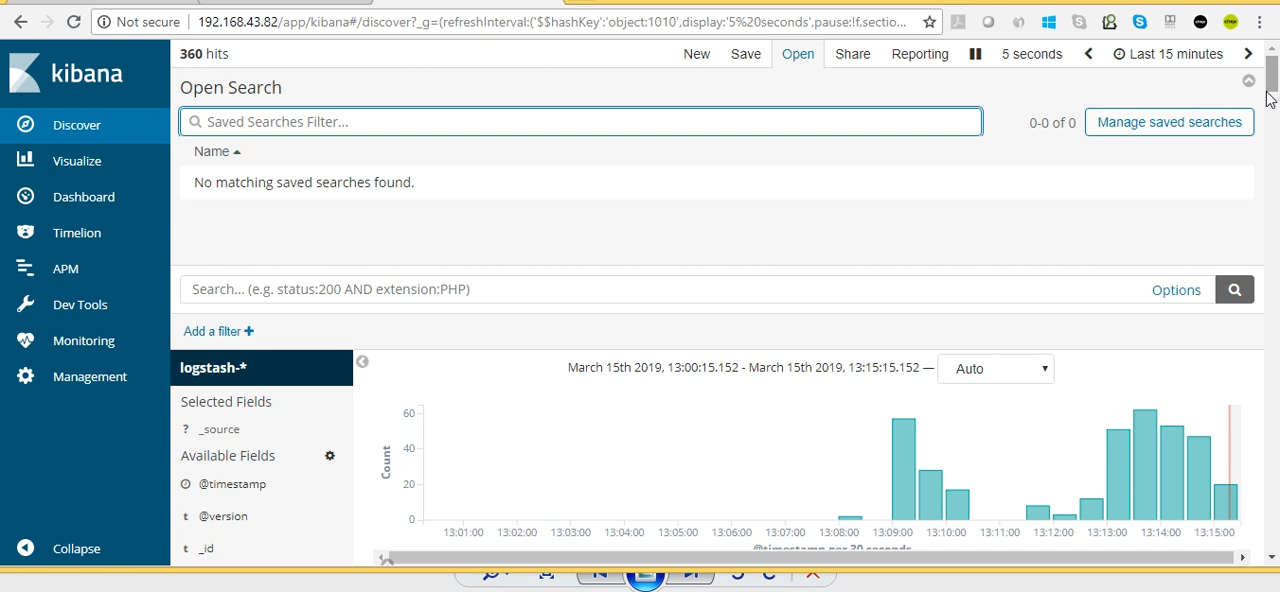 Not secure
192.168.43.82/app/kibana#/discover?_g=(refreshInterval:('$$hashKey':'object:1010',display:'5%20seconds',pause:!f,sectio...
kibana
Discover
Visualize
Dashboard
Timelion
APM
Dev Tools
Monitoring
Management
Collapse
360 hits
New
Save
Open
Share
Reporting
5 seconds
Last 15 minutes
Open Search
Saved Searches Filter...
0-0 of 0
Manage saved searches
Name
No matching saved searches found.
Search... (e.g. status:200 AND extension:PHP)
Options
Add a filter +
logstash-*
Selected Fields
? _source
Available Fields
@timestamp
t @version
t _id
March 15th 2019, 13:00:15.152 - March 15th 2019, 13:15:15.152 —
Auto
Count
60
40
20
0
13:01:00 13:02:00 13:03:00 13:04:00 13:05:00 13:06:00 13:07:00 13:08:00 13:09:00 13:10:00 13:11:00 13:12:00 13:13:00 13:14:00 13:15:00
@timestamp per 30 seconds